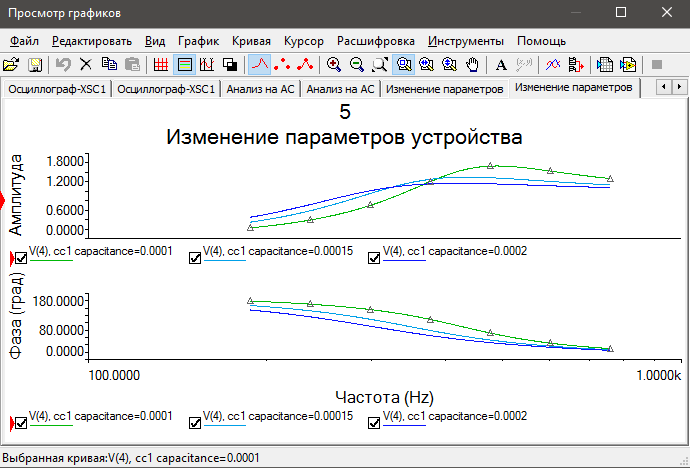 Просмотр графиков
Файл Редактировать Вид График Кривая Курсор Расшифровка Инструменты Помощь
A
Осциллограф-XSC1 Осциллограф-XSC1 Анализ на AC Анализ на AC Изменение параметров Изменение параметров
5
Изменение параметров устройства
Амплитуда
1.8000
1.2000
0.6000
0.0000
V(4), cc1 capacitance=0.0001 V(4), cc1 capacitance=0.00015 V(4), cc1 capacitance=0.0002
Фаза (град)
180.0000
80.0000
0.0000
100.0000 1.0000k
Частота (Hz)
V(4), cc1 capacitance=0.0001 V(4), cc1 capacitance=0.00015 V(4), cc1 capacitance=0.0002
Выбранная кривая:V(4), cc1 capacitance=0.0001